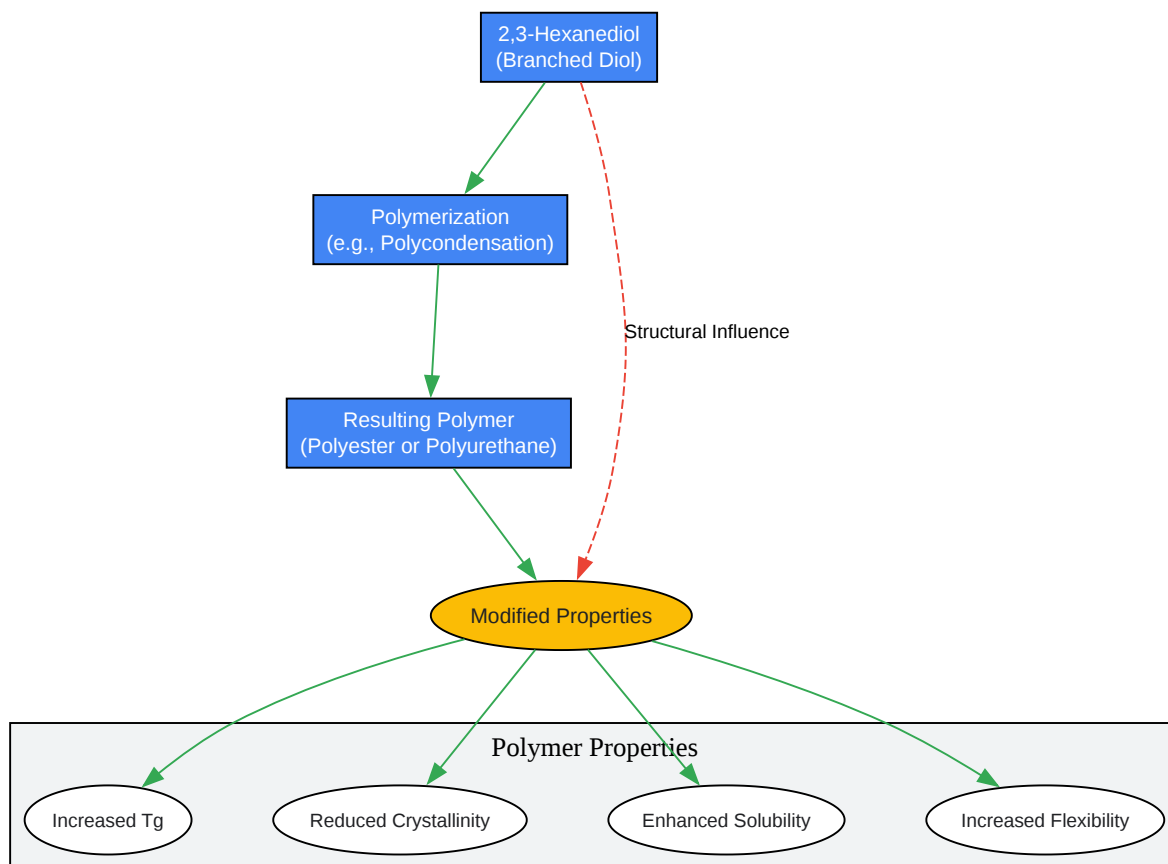 2,3-Hexanediol
(Branched Diol)
Polymerization
(e.g., Polycondensation)
Structural Influence
Resulting Polymer
(Polyester or Polyurethane)
Modified Properties
Polymer Properties
Increased Tg
Reduced Crystallinity
Enhanced Solubility
Increased Flexibility